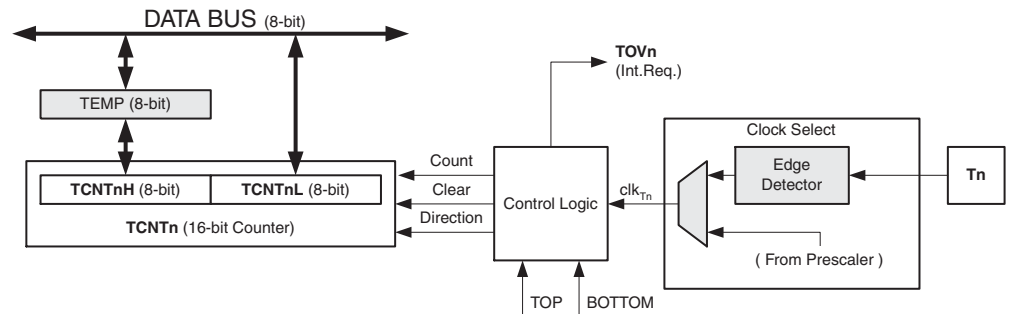 DATA BUS (8-bit)
TOVn
(Int.Req.)
TEMP (8-bit)
Clock Select
Count
Edge
Detector
TCNTnH (8-bit) TCNTnL (8-bit)
Clear
Control Logic
clkTn
Tn
TCNTn (16-bit Counter)
Direction
( From Prescaler )
TOP BOTTOM